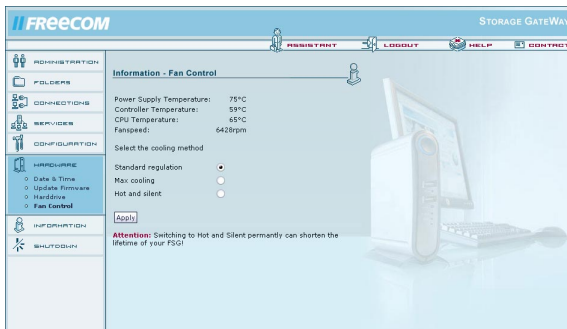 FREECOM
STORAGE GATEWAY
ASSISTANT LOGOUT HELP CONTACT
ADMINISTRATION
FOLDERS
CONNECTIONS
SERVICES
CONFIGURATION
HARDWARE
Date & Time
Update Firmware
Harddrive
Fan Control
INFORMATION
SHUTDOWN
Information - Fan Control
Power Supply Temperature: 75°C
Controller Temperature: 59°C
CPU Temperature: 65°C
Fanspeed: 6428rpm
Select the cooling method
Standard regulation
Max cooling
Hot and silent
Apply
Attention: Switching to Hot and Silent permantly can shorten the
lifetime of your FSG!